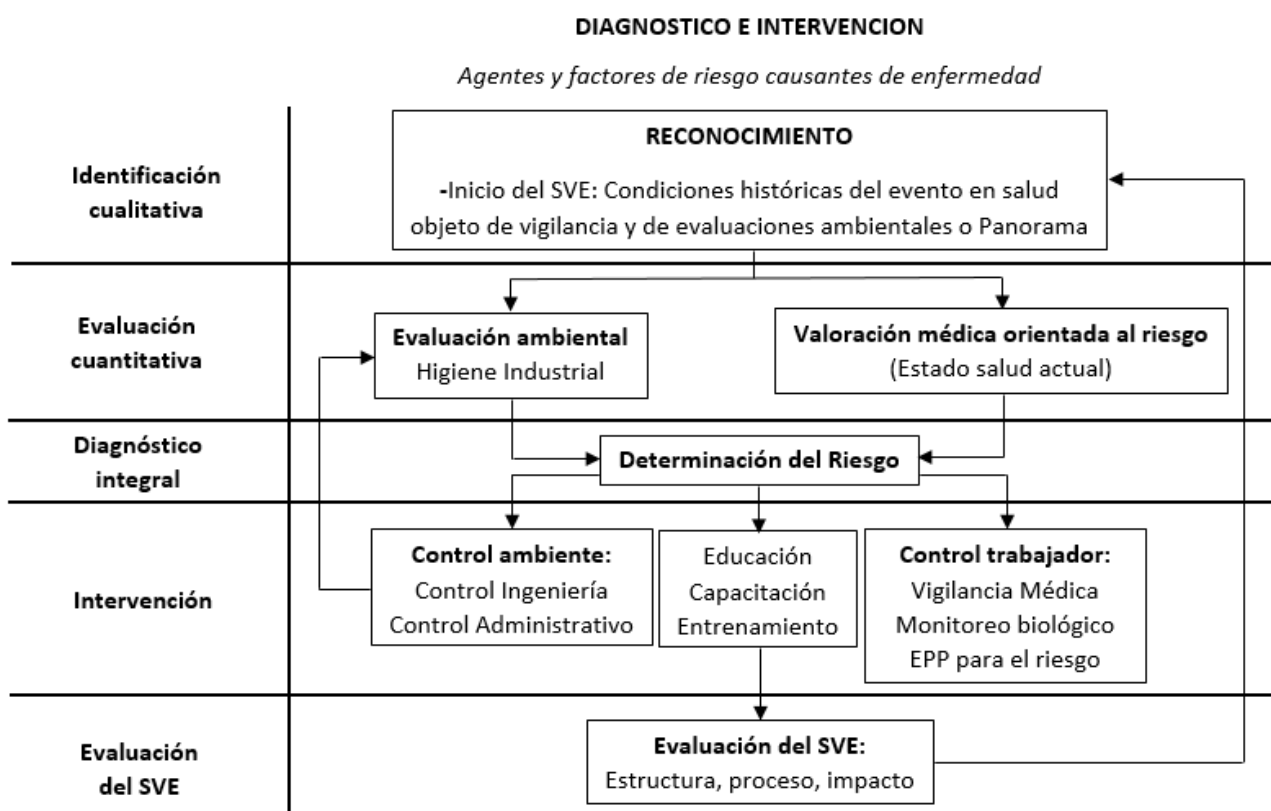 DIAGNOSTICO E INTERVENCION
Agentes y factores de riesgo causantes de enfermedad
Identificación
cualitativa
RECONOCIMIENTO
-Inicio del SVE: Condiciones históricas del evento en salud
objeto de vigilancia y de evaluaciones ambientales o Panorama
Evaluación
cuantitativa
Evaluación ambiental
Higiene Industrial
Valoración médica orientada al riesgo
(Estado salud actual)
Diagnóstico
integral
Determinación del Riesgo
Intervención
Control ambiente:
Control Ingeniería
Control Administrativo
Educación
Capacitación
Entrenamiento
Control trabajador:
Vigilancia Médica
Monitoreo biológico
EPP para el riesgo
Evaluación
del SVE
Evaluación del SVE:
Estructura, proceso, impacto